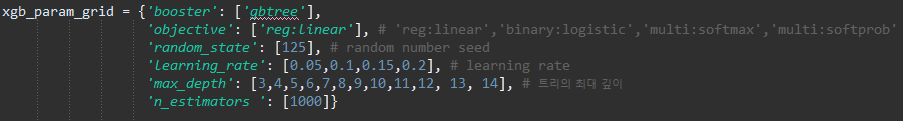 xgb_param_grid = {'booster': ['gbtree'],
'objective': ['reg:linear'], # 'reg:linear','binary:logistic','multi:softmax','multi:softprob'
'random_state': [125], # random number seed
'learning_rate': [0.05,0.1,0.15,0.2], # learning rate
'max_depth': [3,4,5,6,7,8,9,10,11,12, 13, 14], # 트리의 최대 깊이
'n_estimators ': [1000]}